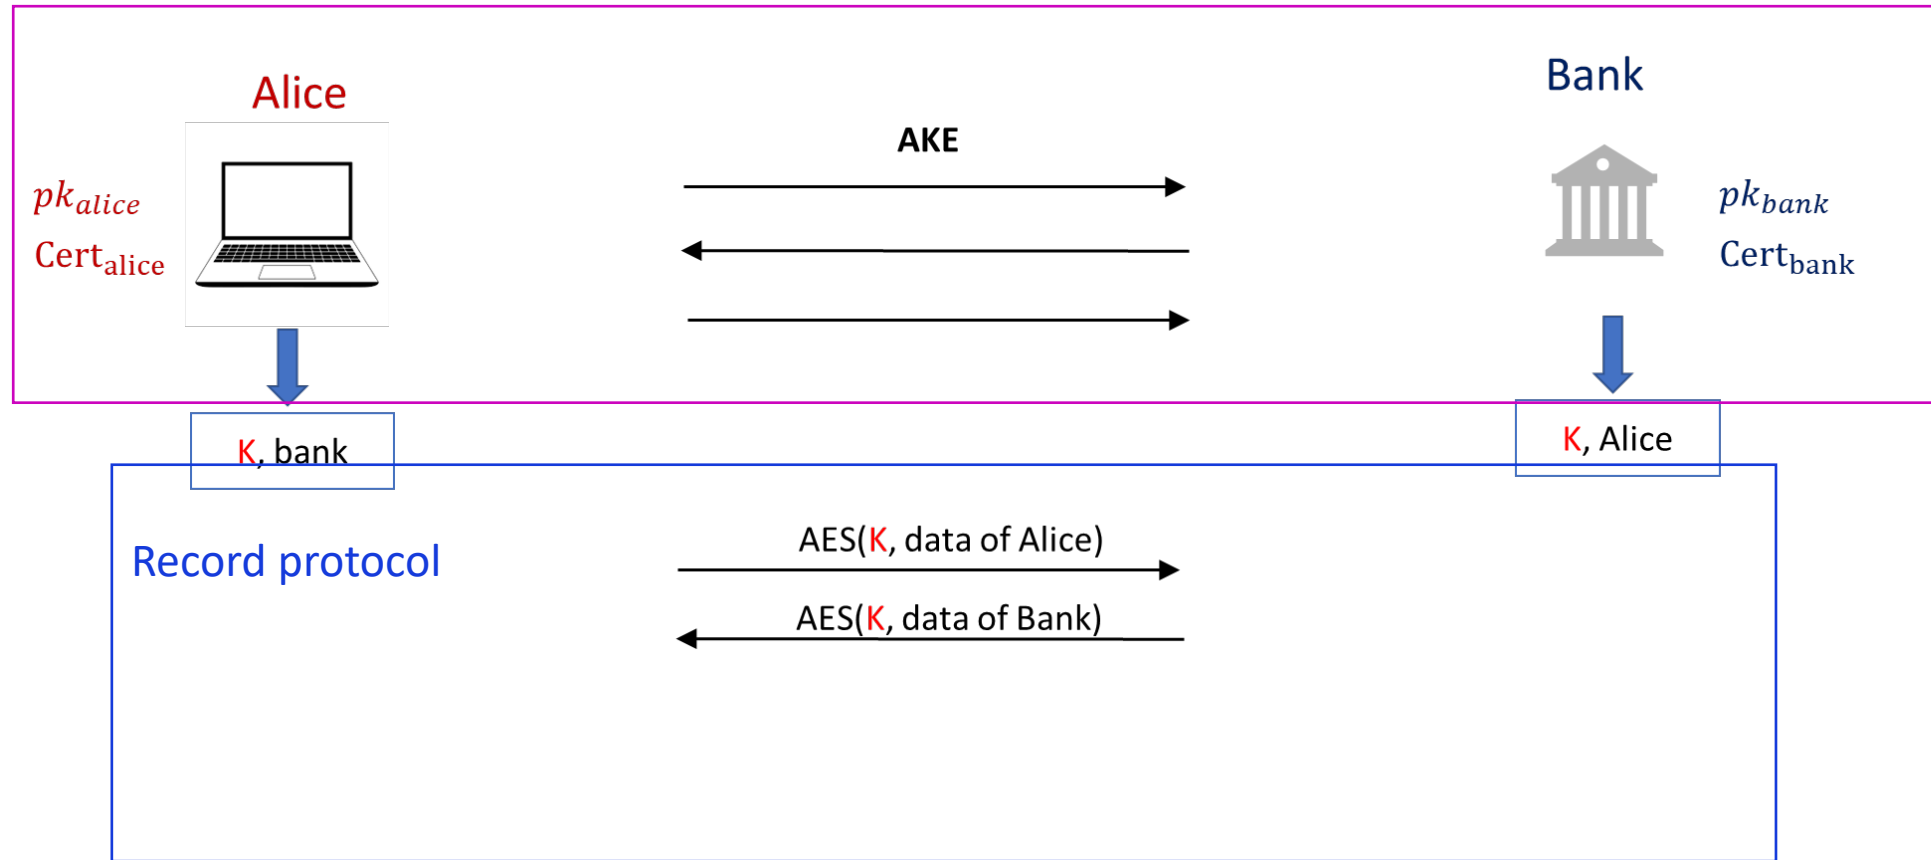 Alice
Bank
AKE
pk_alice
Cert_alice
pk_bank
Cert_bank
K, bank
K, Alice
Record protocol
AES(K, data of Alice)
AES(K, data of Bank)